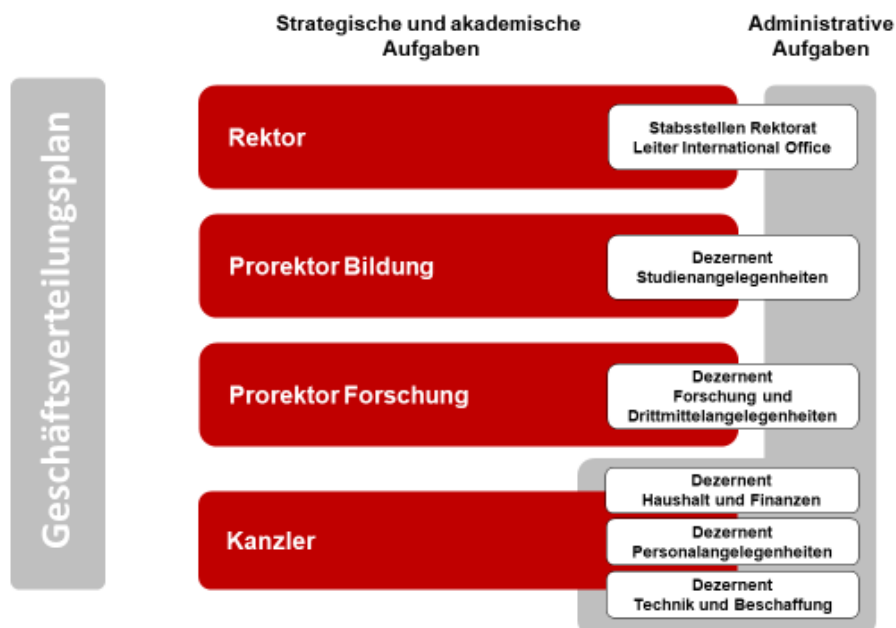 Strategische und akademische
Aufgaben
Administrative
Aufgaben
Geschäftsverteilungsplan
Rektor
Stabsstellen Rektorat
Leiter International Office
Prorektor Bildung
Dezernent
Studienangelegenheiten
Prorektor Forschung
Dezernent
Forschung und
Drittmittelangelegenheiten
Kanzler
Dezernent
Haushalt und Finanzen
Dezernent
Personalangelegenheiten
Dezernent
Technik und Beschaffung